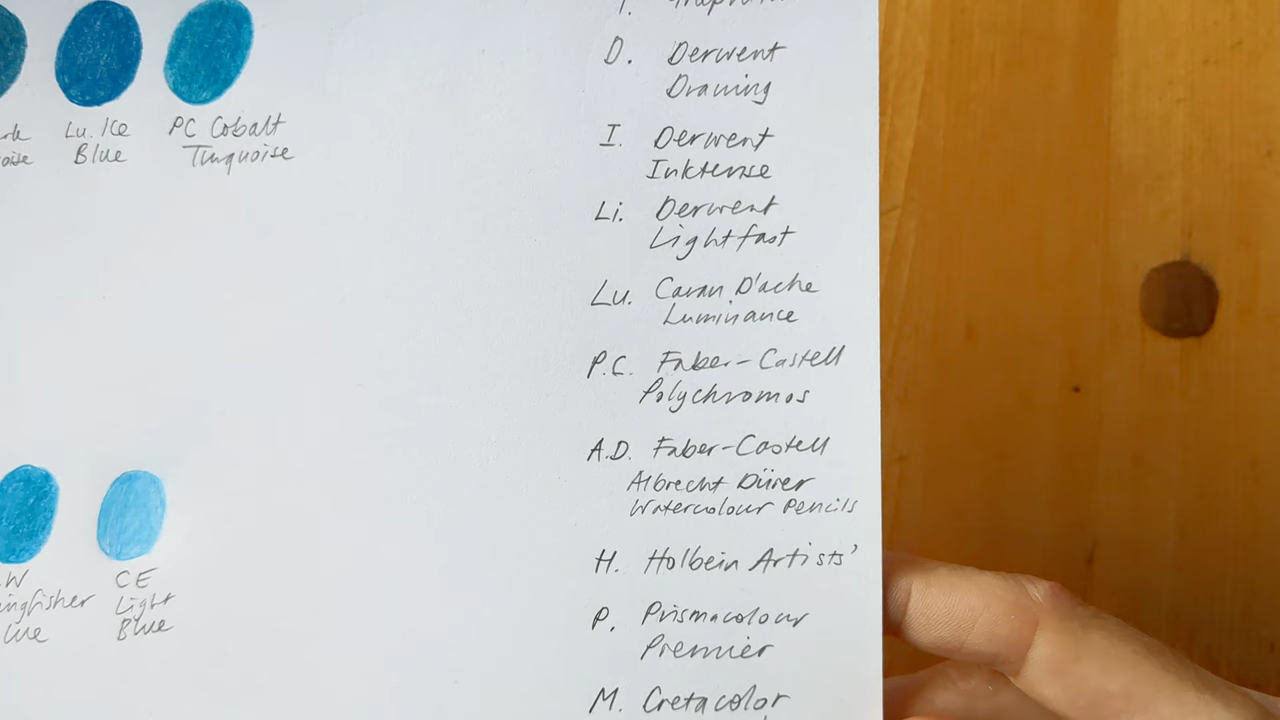 Lu. Ice
Blue
PC Cobalt
Turquoise
W
ingfisher
CE
Light
Blue
D. Derwent
Drawing
I. Derwent
Inktense
Li. Derwent
Lightfast
Lu. Caran D'ache
Luminance
P.C. Faber-Castell
Polychromos
A.D. Faber-Castell
Albrecht Dürer
Watercolour Pencils
H. Holbein Artists'
P. Prismacolour
Premier
M. Cretacolor